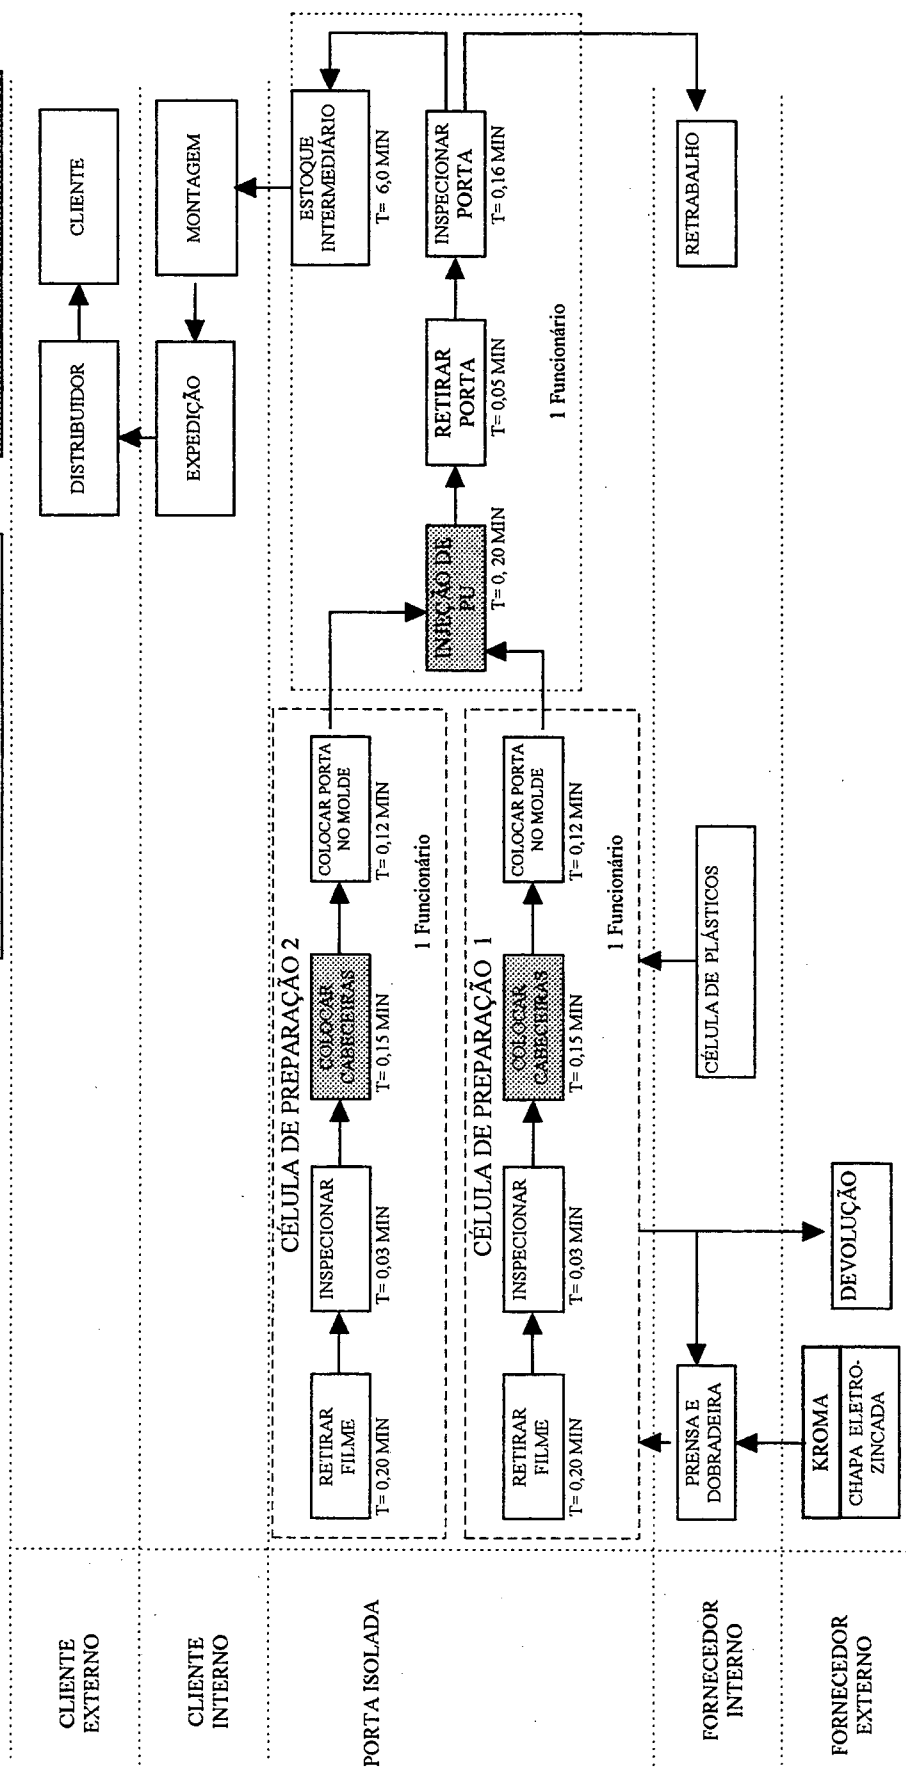 CLIENTE
EXTERNO
DISTRIBUIDOR
CLIENTE
CLIENTE
INTERNO
EXPEDIÇÃO
MONTAGEM
PORTA ISOLADA
CÉLULA DE PREPARAÇÃO 2
RETIRAR
FILME
T= 0,20 MIN
INSPECIONAR
T= 0,03 MIN
COLOCAR
CABECEIRAS
T= 0,15 MIN
COLOCAR PORTA
NO MOLDE
T= 0,12 MIN
1 Funcionário
CÉLULA DE PREPARAÇÃO 1
RETIRAR
FILME
T= 0,20 MIN
INSPECIONAR
T= 0,03 MIN
COLOCAR
CABECEIRAS
T= 0,15 MIN
COLOCAR PORTA
NO MOLDE
T= 0,12 MIN
1 Funcionário
INJEÇÃO DE
PU
T= 0, 20 MIN
RETIRAR
PORTA
T= 0,05 MIN
INSPECIONAR
PORTA
T= 0,16 MIN
ESTOQUE
INTERMEDIÁRIO
T= 6,0 MIN
1 Funcionário
FORNECEDOR
INTERNO
PRENSA E
DOBRADEIRA
CÉLULA DE PLÁSTICOS
RETRABALHO
FORNECEDOR
EXTERNO
KROMA
CHAPA ELETRO-
ZINCADA
DEVOLUÇÃO